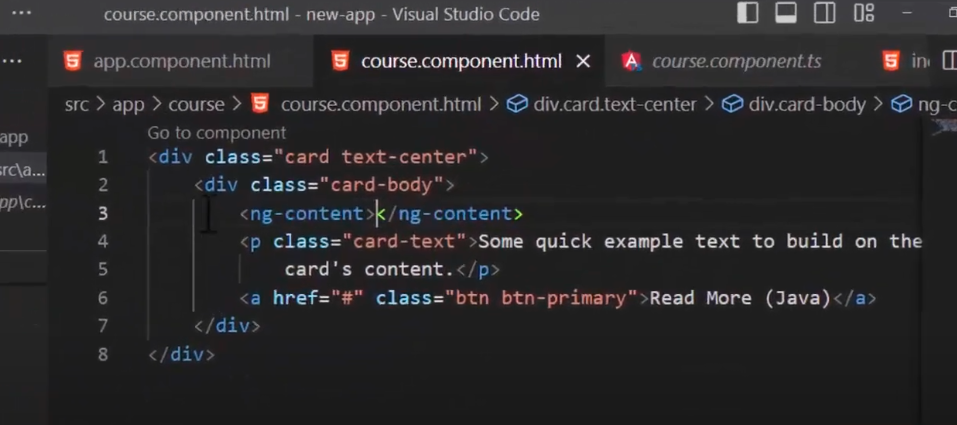 course.component.html - new-app - Visual Studio Code
app.component.html course.component.html course.component.ts
src > app > course > course.component.html > div.card.text-center > div.card-body > ng-c
app
Go to component
src\a...
pp\c...
1 <div class="card text-center">
2 <div class="card-body">
3 <ng-content></ng-content>
4 <p class="card-text">Some quick example text to build on the
5 card's content.</p>
6 <a href="#" class="btn btn-primary">Read More (Java)</a>
7 </div>
8 </div>